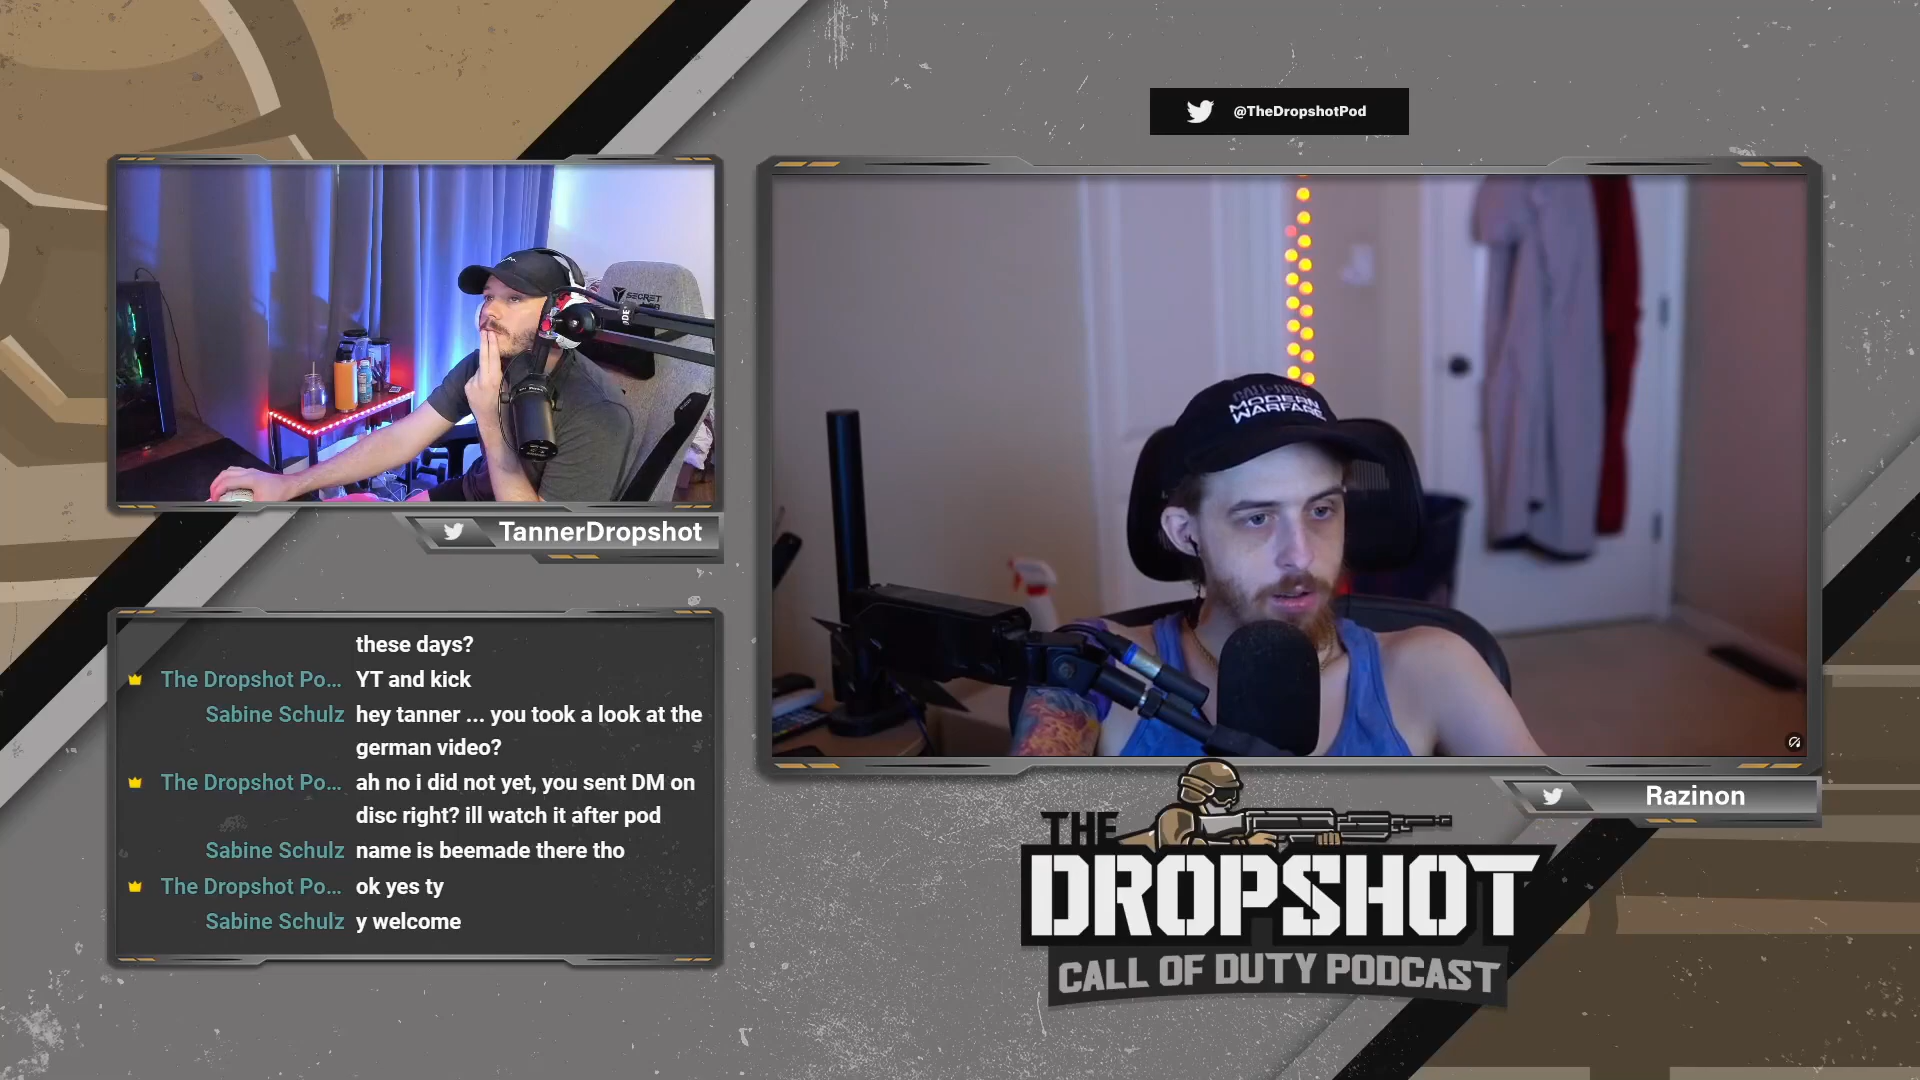 @TheDropshotPod
SECRET
MODERN
WARFARE
TannerDropshot
these days?
The Dropshot Po... YT and kick
Sabine Schulz hey tanner ... you took a look at the
german video?
The Dropshot Po... ah no i did not yet, you sent DM on
disc right? ill watch it after pod
Sabine Schulz name is beemade there tho
The Dropshot Po... ok yes ty
Sabine Schulz y welcome
Razinon
THE
DROPSHOT
CALL OF DUTY PODCAST